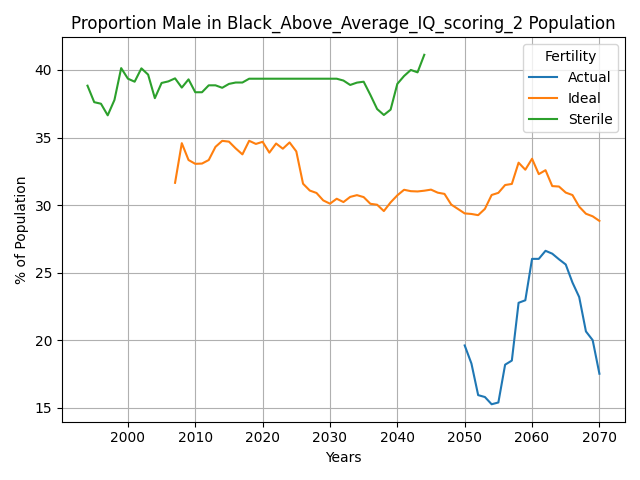 Proportion Male in Black_Above_Average_IQ_scoring_2 Population
Fertility
Actual
Ideal
Sterile
% of Population
40
35
30
25
20
15
2000 2010 2020 2030 2040 2050 2060 2070
Years